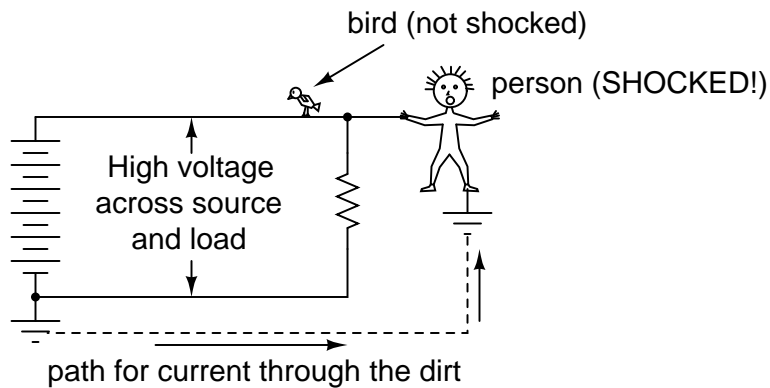 bird (not shocked)
person (SHOCKED!)
High voltage
across source
and load
path for current through the dirt